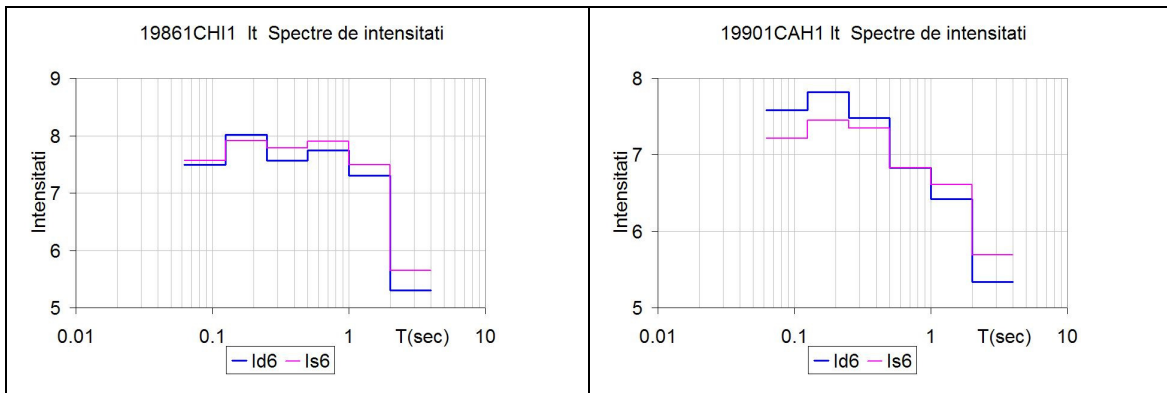 19861CHI1 It Spectre de intensitati
9
8
7
6
5
Intensitati
0.01 0.1 1 T(sec) 10
Id6 Is6
19901CAH1 It Spectre de intensitati
8
7
6
5
Intensitati
0.01 0.1 1 T(sec) 10
Id6 Is6